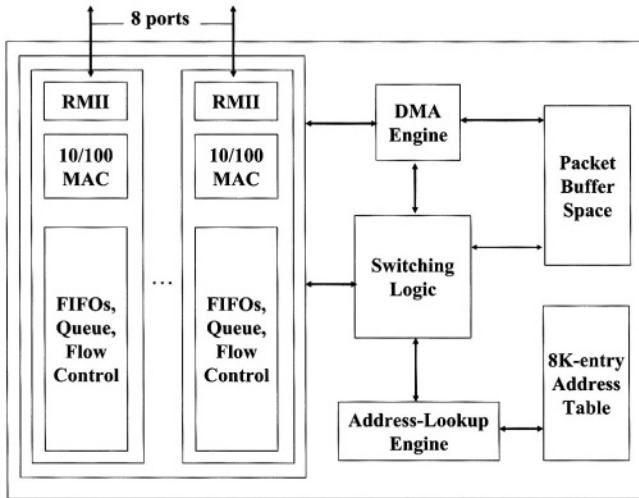 8 ports
RMII
10/100
MAC
FIFOs,
Queue,
Flow
Control
...
RMII
10/100
MAC
FIFOs,
Queue,
Flow
Control
DMA
Engine
Packet
Buffer
Space
Switching
Logic
8K-entry
Address
Table
Address-Lookup
Engine